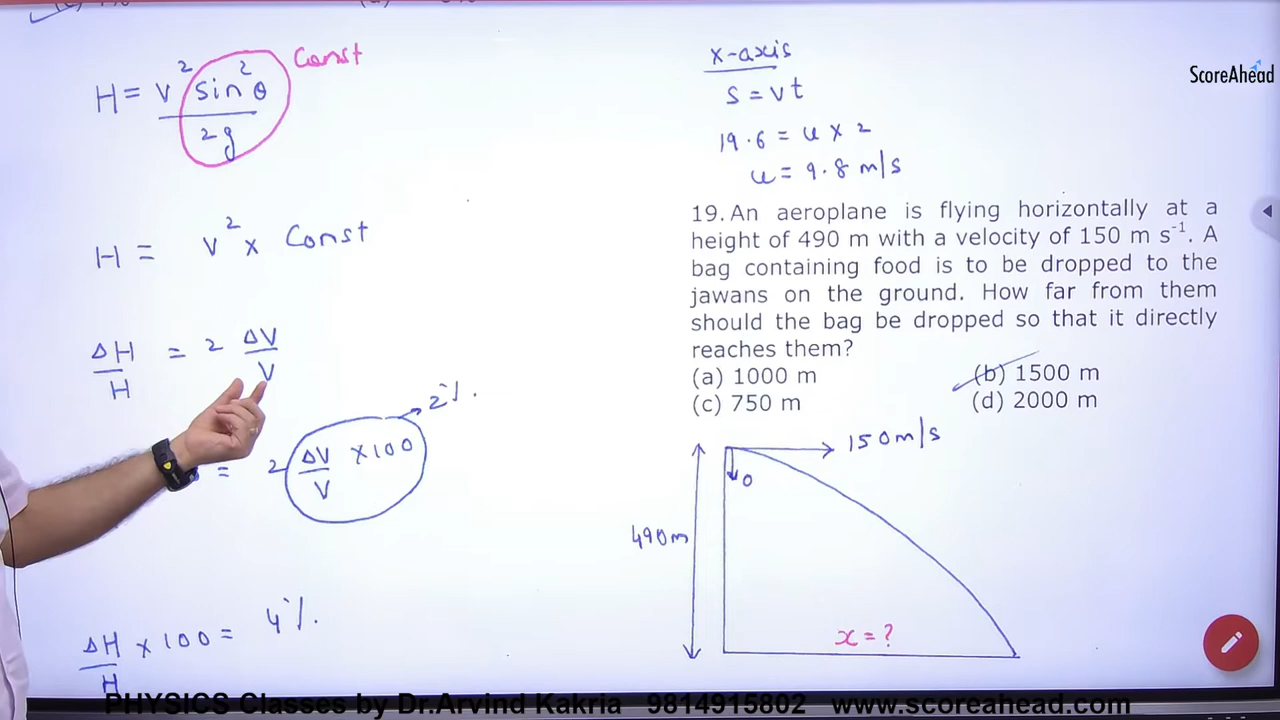 H = v² sin²θ / 2g
Const
H = v² x Const
ΔH/H = 2 ΔV/V
= 2 ΔV/V x 100 → 2%.
ΔH/H x 100 = 4%.
x-axis
s = vt
19.6 = u x 2
u = 9.8 m/s
ScoreAhead
19. An aeroplane is flying horizontally at a
height of 490 m with a velocity of 150 m s⁻¹. A
bag containing food is to be dropped to the
jawans on the ground. How far from them
should the bag be dropped so that it directly
reaches them?
(a) 1000 m (b) 1500 m
(c) 750 m (d) 2000 m
150 m/s
0
490m
x = ?
PHYSICS Classes by Dr.Arvind Kakria 9814915802 www.scoreahead.com